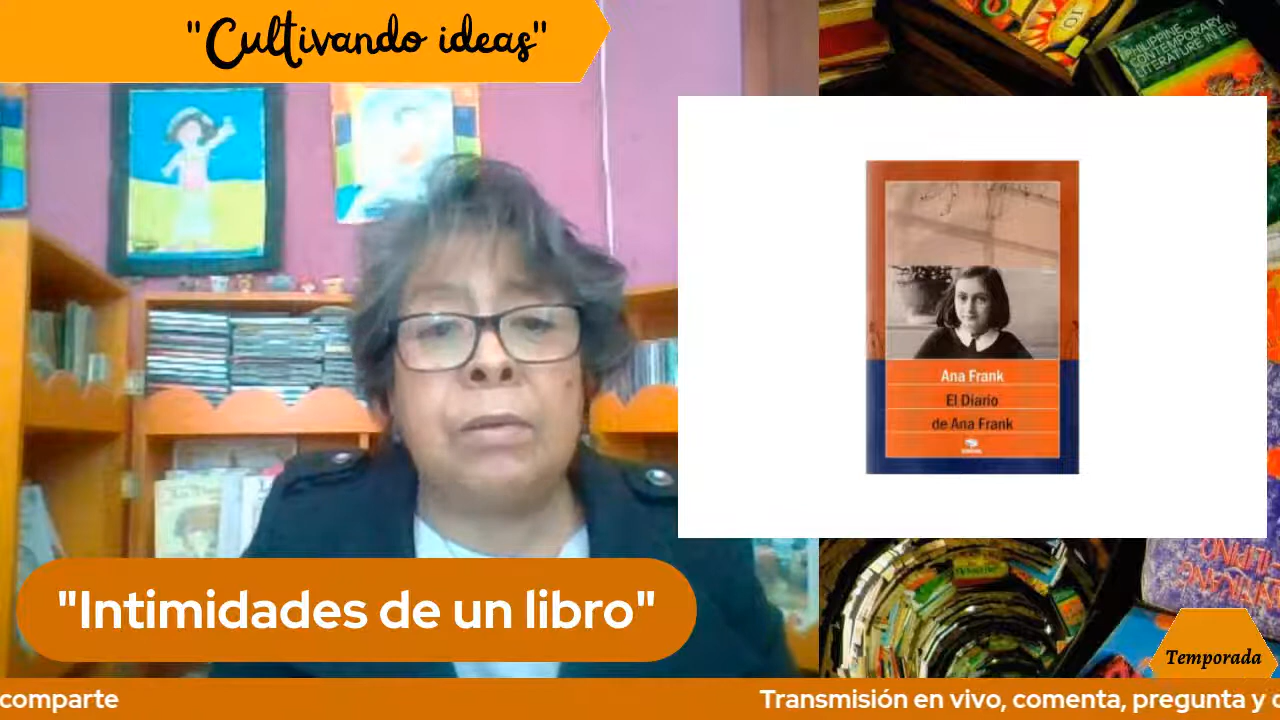 "Cultivando ideas"
PHILIPPINE
CONTEMPORARY
LITERATURE IN EN
Ana Frank
El Diario
de Ana Frank
"Intimidades de un libro"
Temporada
comparte
Transmisión en vivo, comenta, pregunta y c